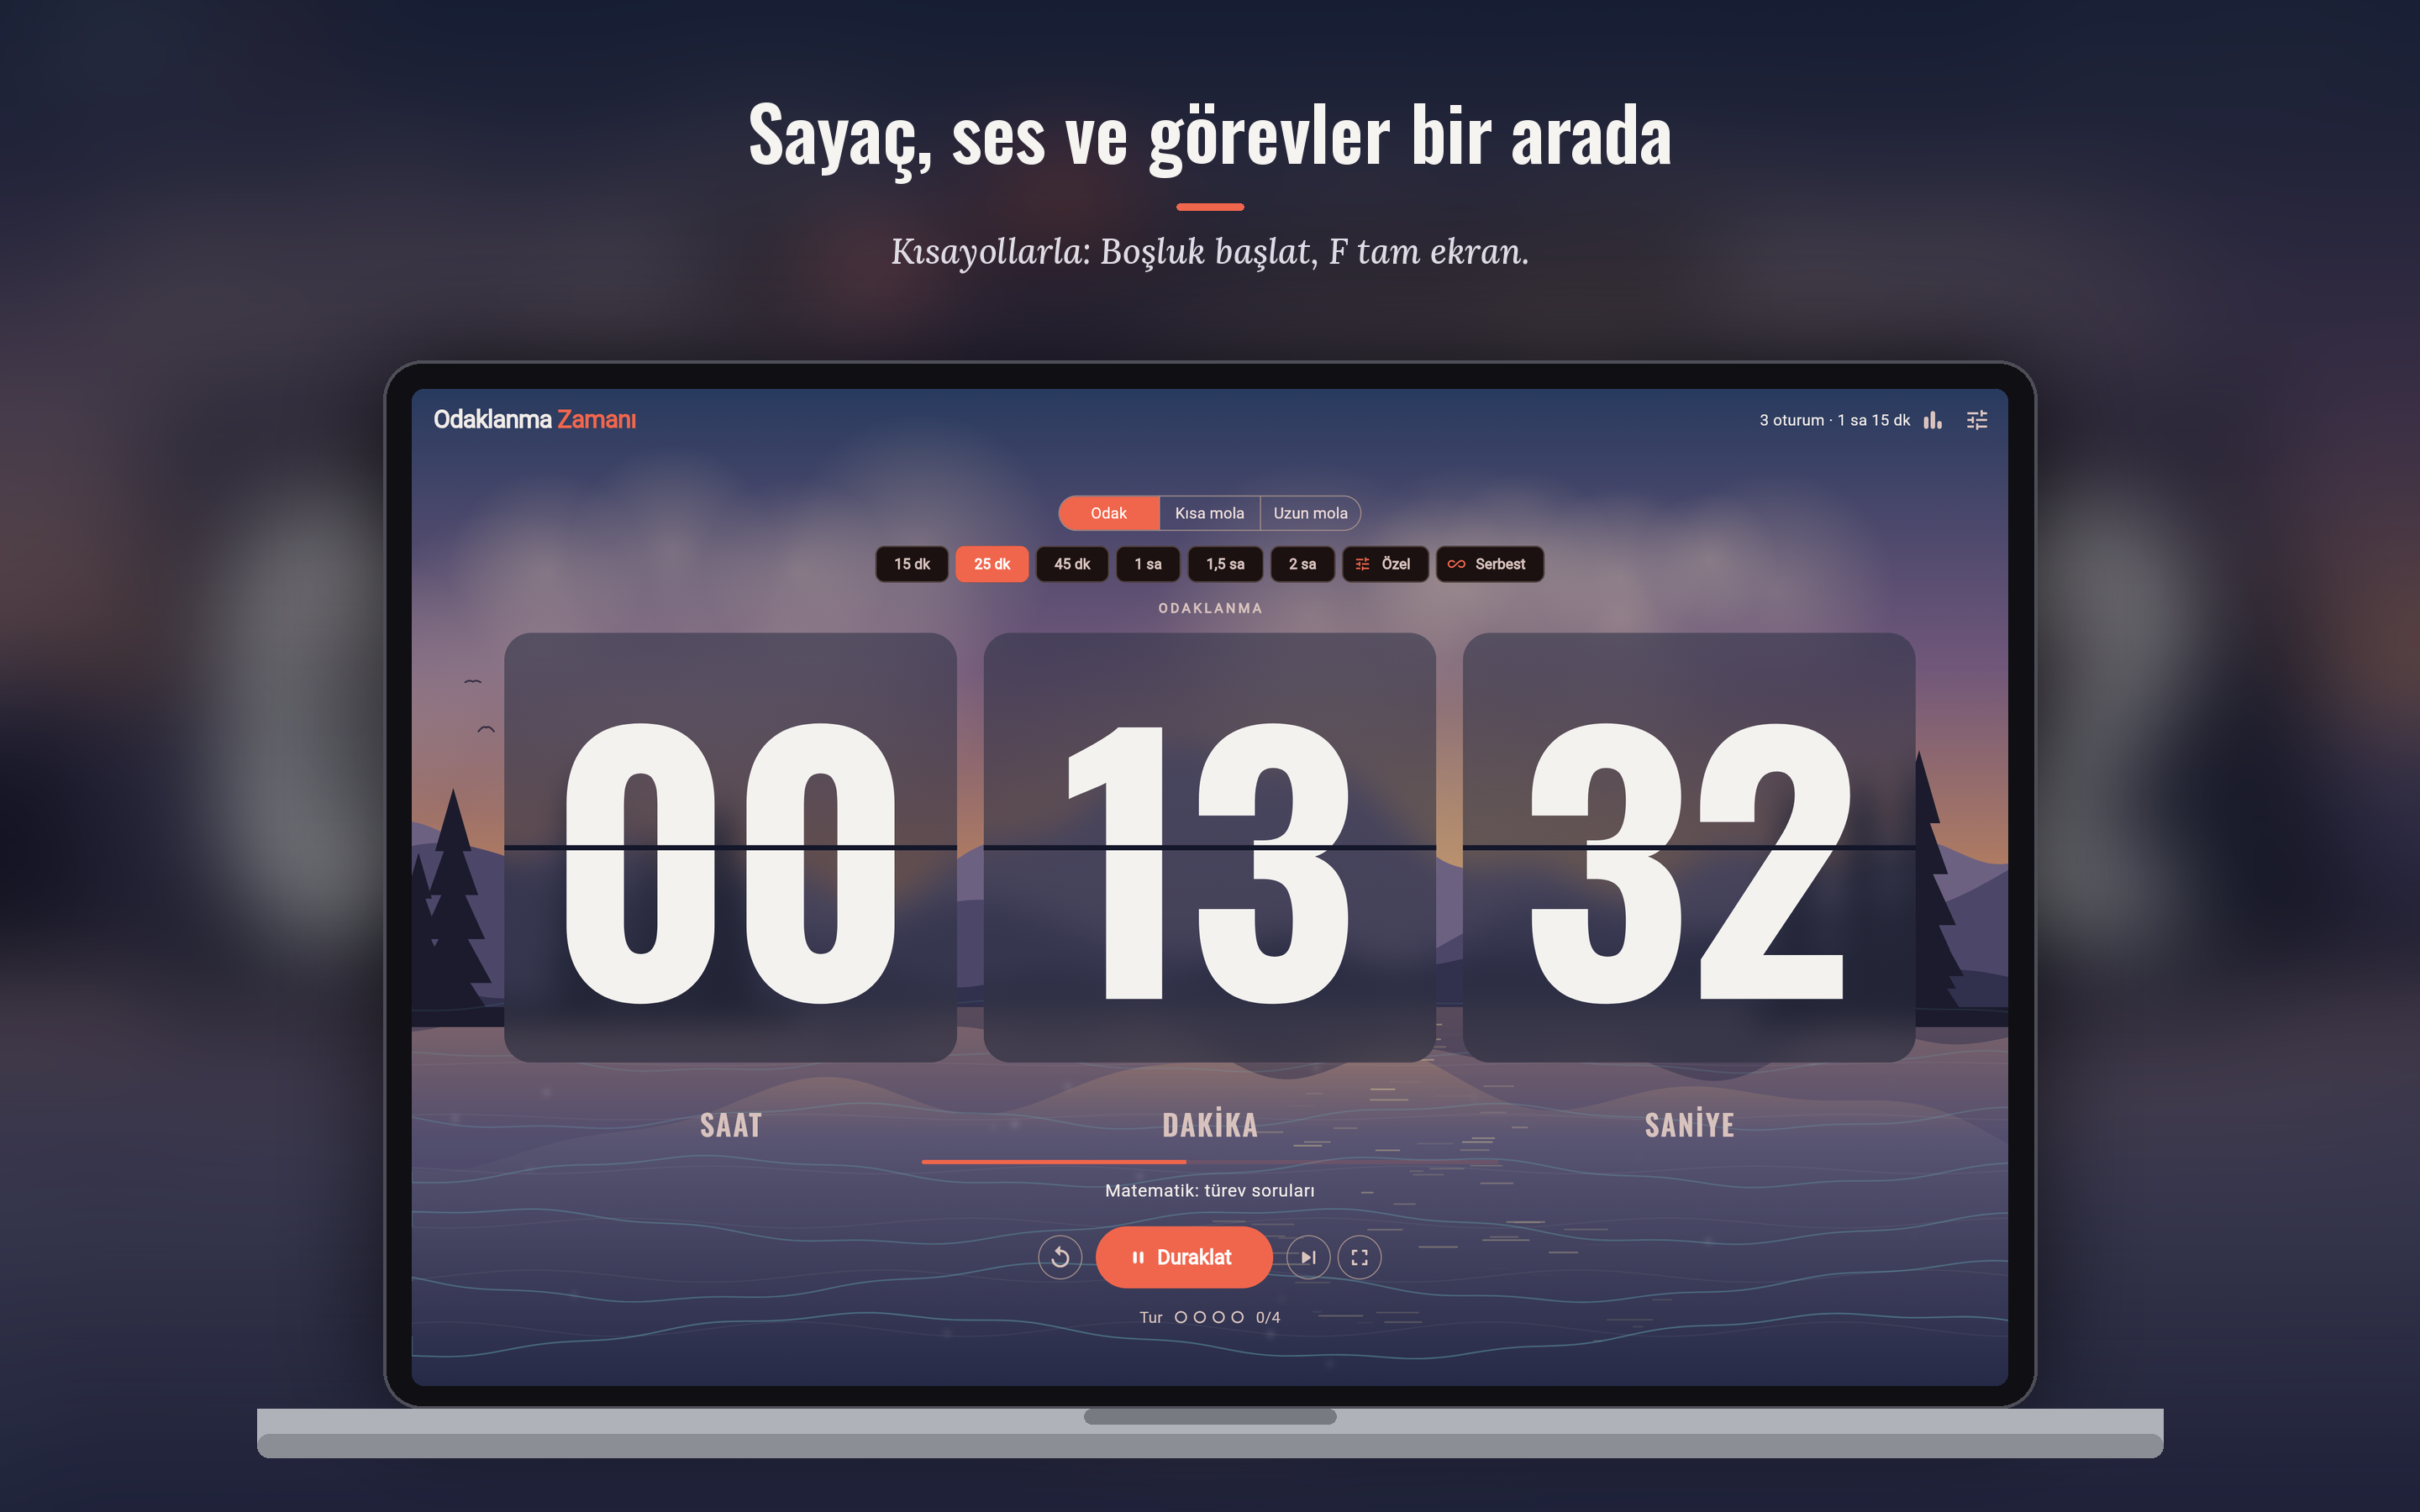 Sayaç, ses ve görevler bir arada
Kısayollarla: Boşluk başlat, F tam ekran.
Odaklanma Zamanı
3 oturum · 1 sa 15 dk
Odak Kısa mola Uzun mola
15 dk 25 dk 45 dk 1 sa 1,5 sa 2 sa Özel Serbest
ODAKLANMA
00 13 32
SAAT DAKİKA SANİYE
Matematik: türev soruları
Duraklat
Tur 0/4